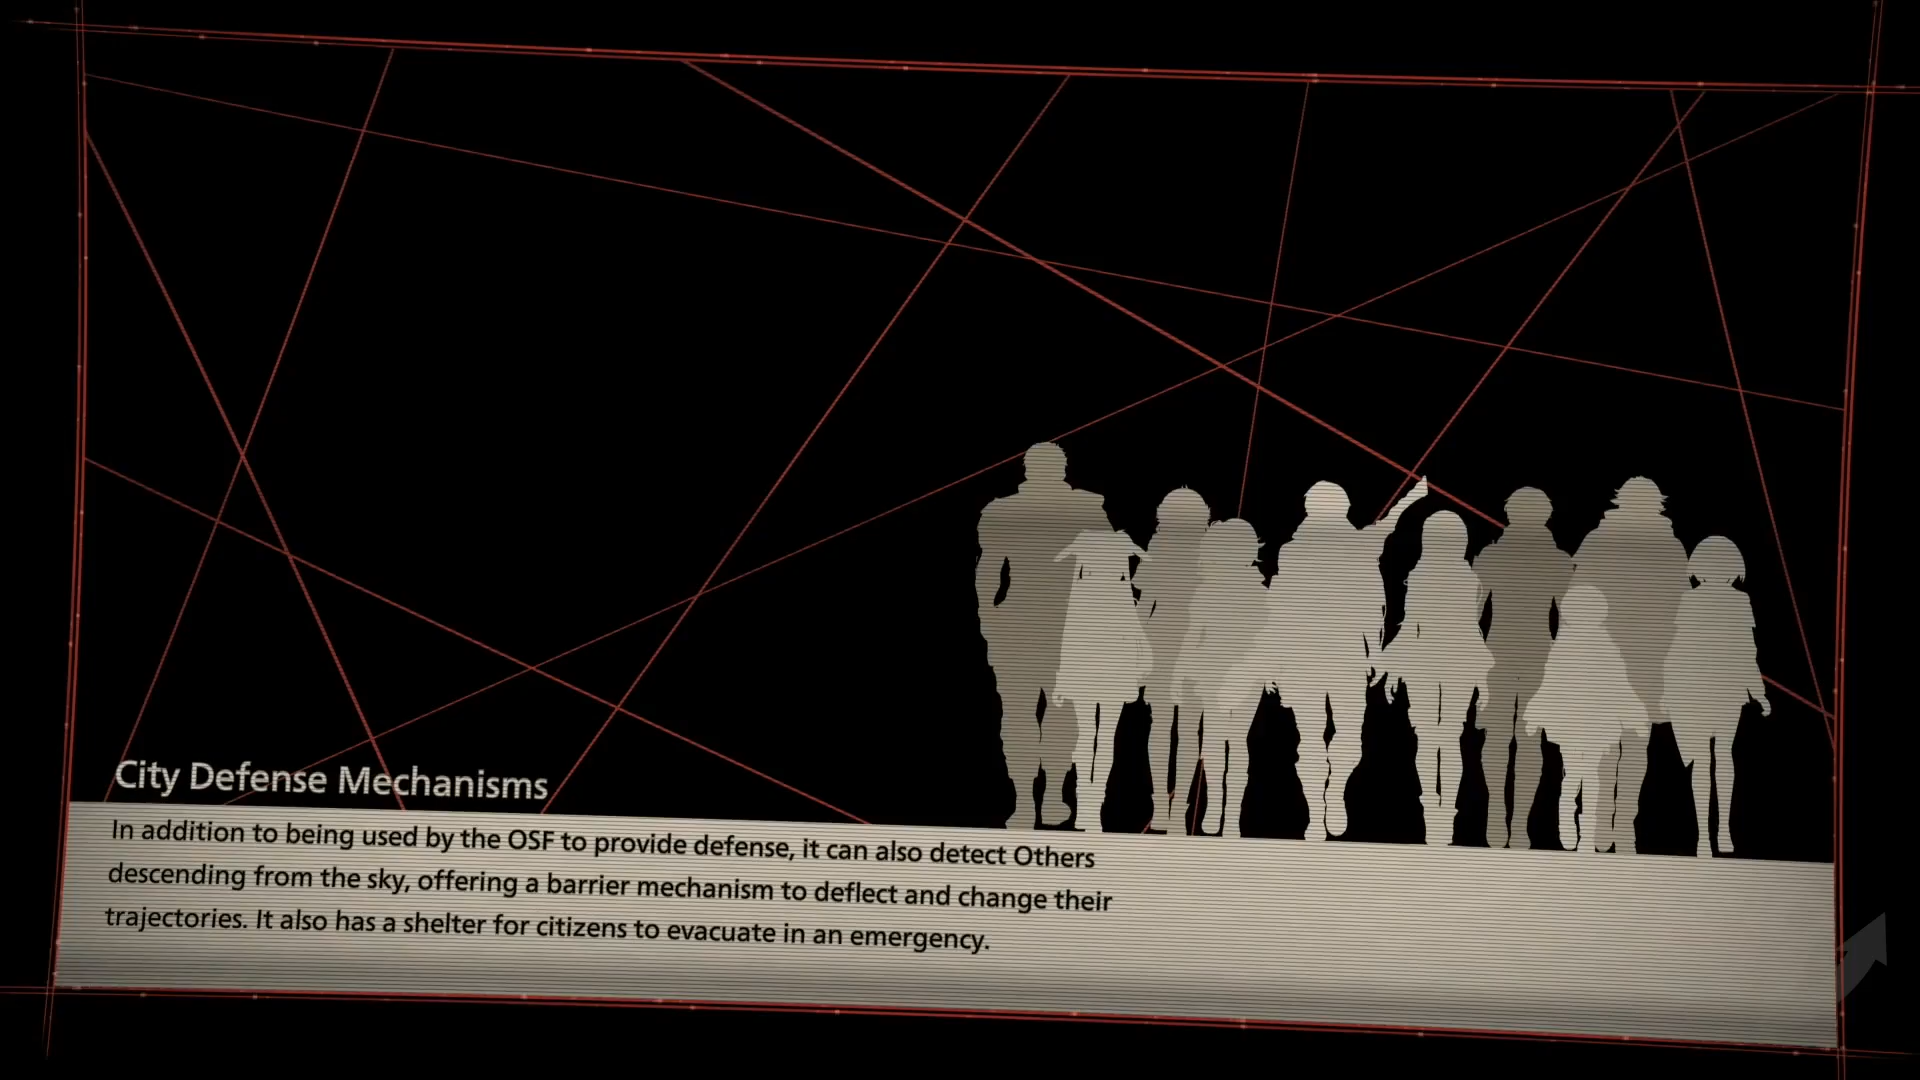 City Defense Mechanisms
In addition to being used by the OSF to provide defense, it can also detect Others
descending from the sky, offering a barrier mechanism to deflect and change their
trajectories. It also has a shelter for citizens to evacuate in an emergency.